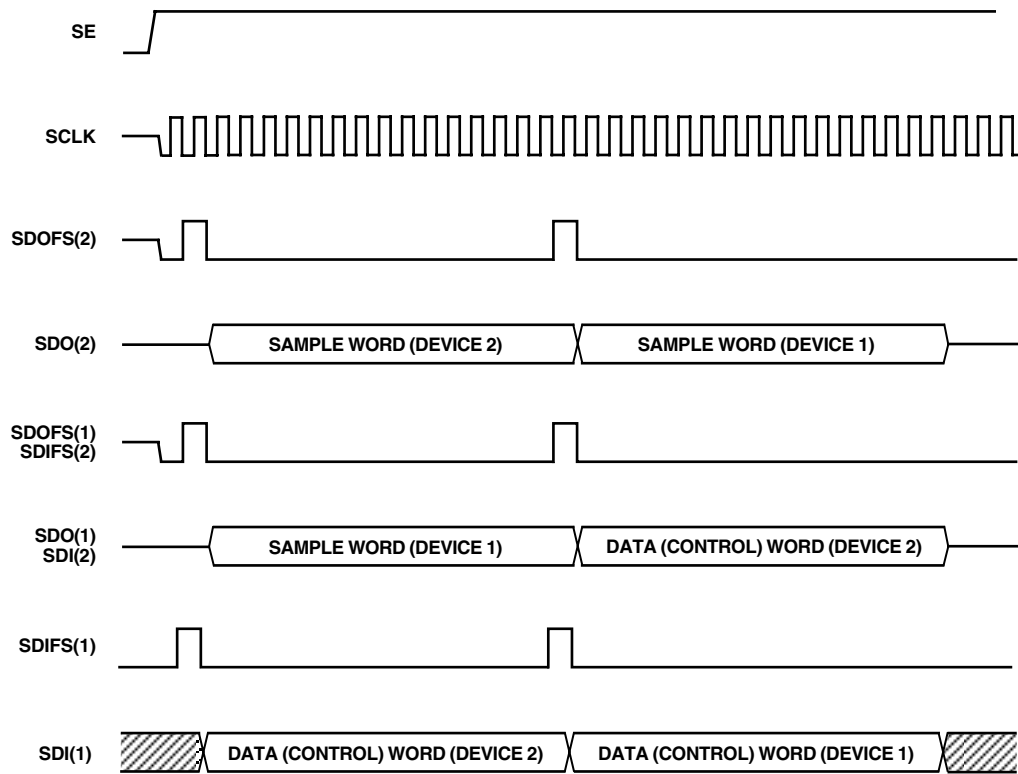 SE
SCLK
SDOFS(2)
SDO(2)
SAMPLE WORD (DEVICE 2)
SAMPLE WORD (DEVICE 1)
SDOFS(1)
SDIFS(2)
SDO(1)
SDI(2)
SAMPLE WORD (DEVICE 1)
DATA (CONTROL) WORD (DEVICE 2)
SDIFS(1)
SDI(1)
DATA (CONTROL) WORD (DEVICE 2)
DATA (CONTROL) WORD (DEVICE 1)